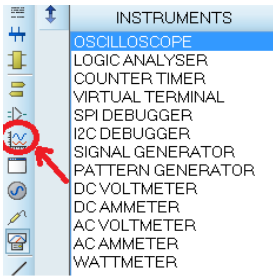 INSTRUMENTS
OSCILLOSCOPE
LOGIC ANALYSER
COUNTER TIMER
VIRTUAL TERMINAL
SPI DEBUGGER
I2C DEBUGGER
SIGNAL GENERATOR
PATTERN GENERATOR
DC VOLTMETER
DC AMMETER
AC VOLTMETER
AC AMMETER
WATTMETER